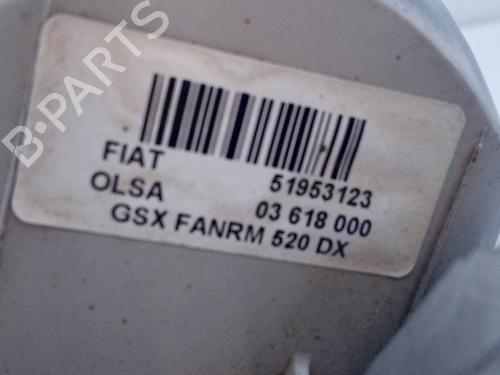 B-PARTS
FIAT 51953123
OLSA 03 618 000
GSX FANRM 520 DX